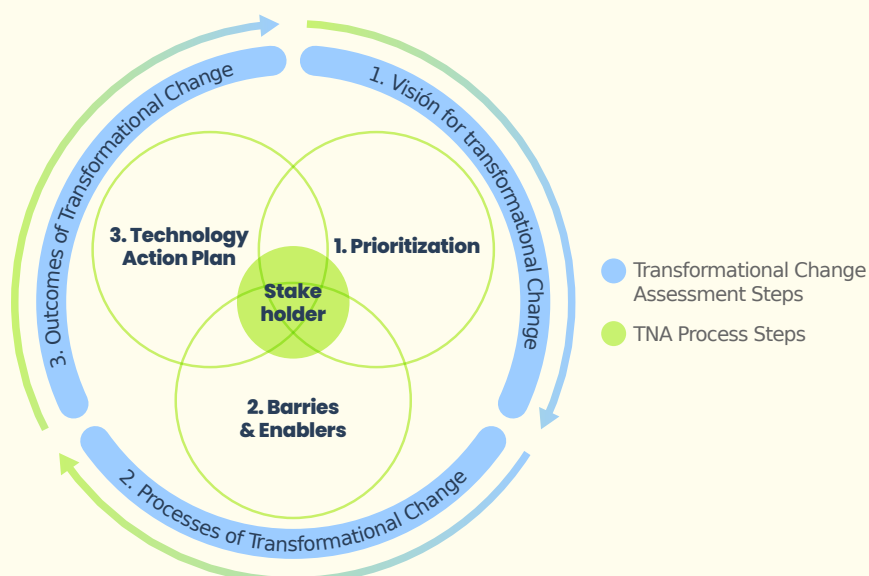 1. Visión for transformational Change
2. Processes of Transformational Change
3. Outcomes of Transformational Change
1. Prioritization
2. Barries
& Enablers
3. Technology
Action Plan
Stake
holder
Transformational Change
Assessment Steps
TNA Process Steps